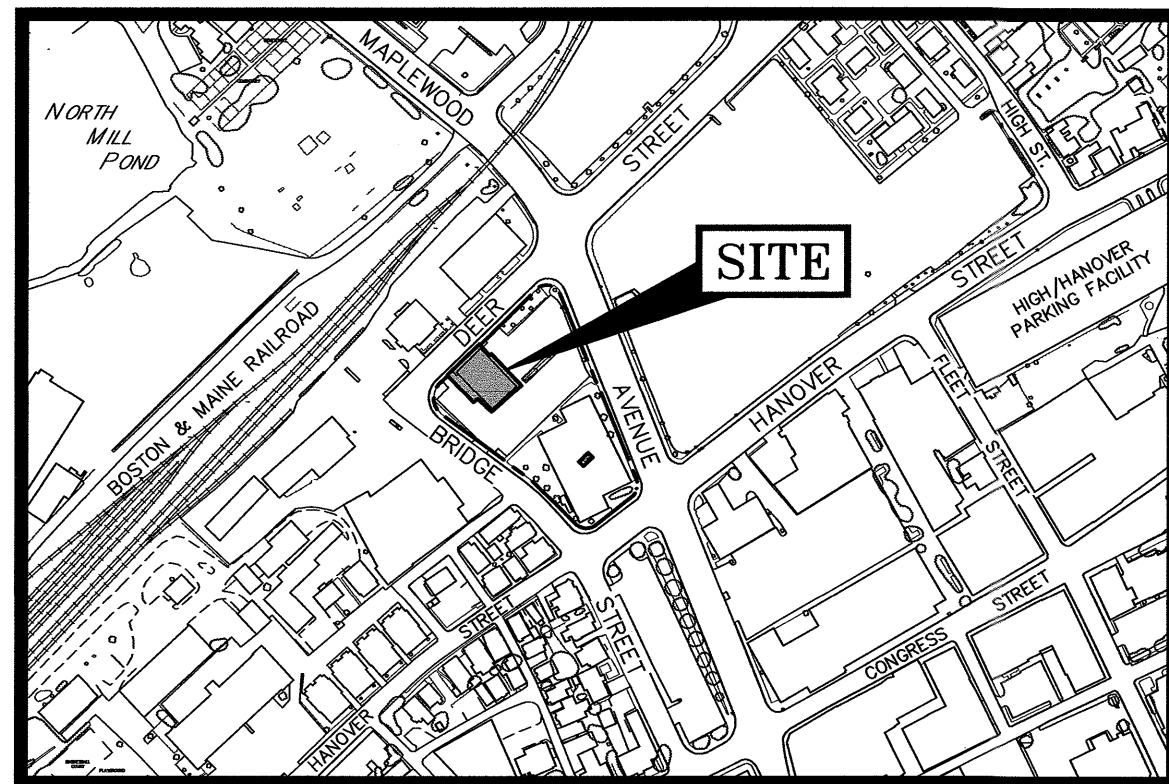 MAPLEWOOD
NORTH
MILL
POND
STREET
HIGH ST.
SITE
STREET
HIGH/HANOVER
PARKING FACILITY
DEER
BOSTON & MAINE RAILROAD
AVENUE
HANOVER
FLEET
STREET
BRIDGE
STREET
STREET
STREET
CONGRESS
HANOVER
PLAYGROUND